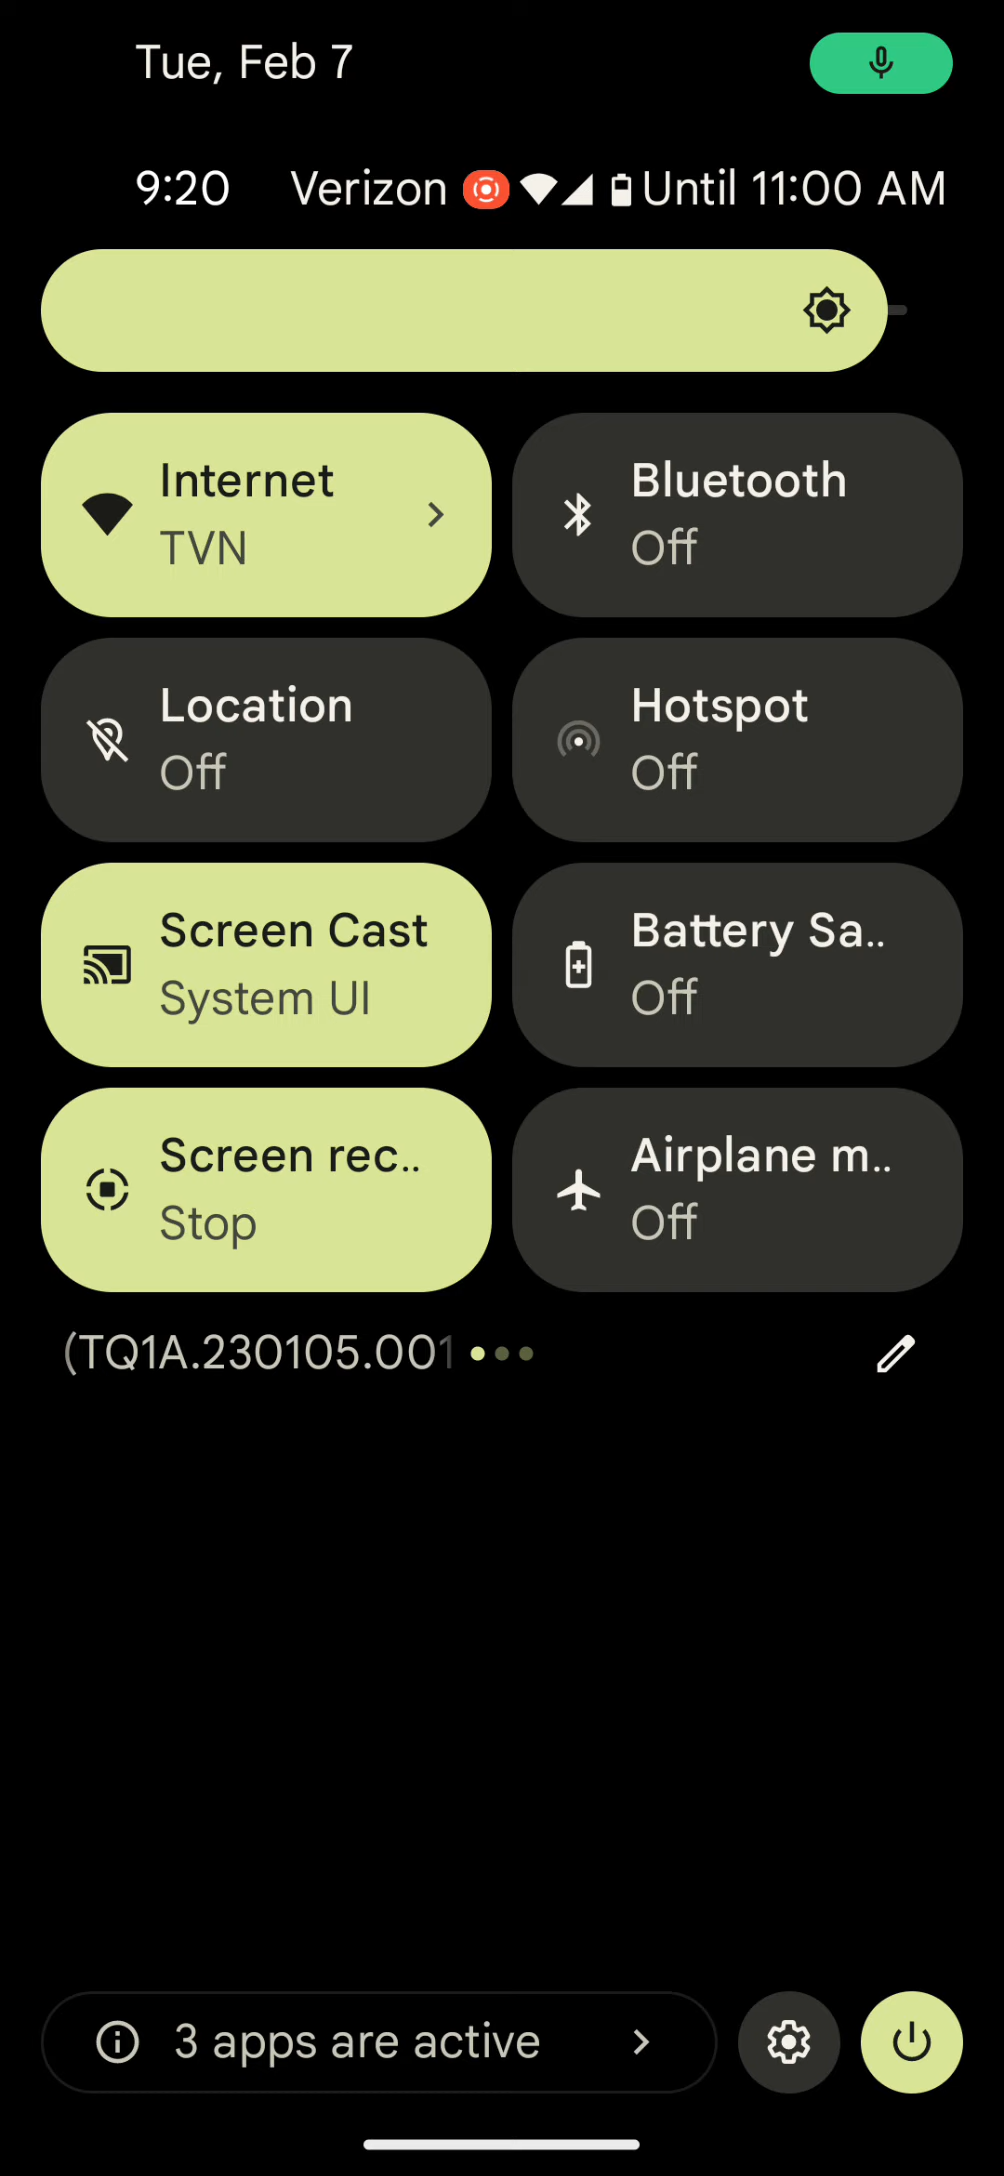 Tue, Feb 7
9:20 Verizon Until 11:00 AM
Internet
TVN
Bluetooth
Off
Location
Off
Hotspot
Off
Screen Cast
System UI
Battery Sa..
Off
Screen rec..
Stop
Airplane m..
Off
(TQ1A.230105.001
3 apps are active